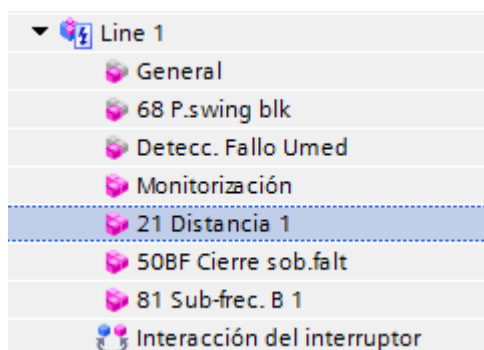 Line 1
General
68 P.swing blk
Detecc. Fallo Umed
Monitorización
21 Distancia 1
50BF Cierre sob.falt
81 Sub-frec. B 1
Interacción del interruptor